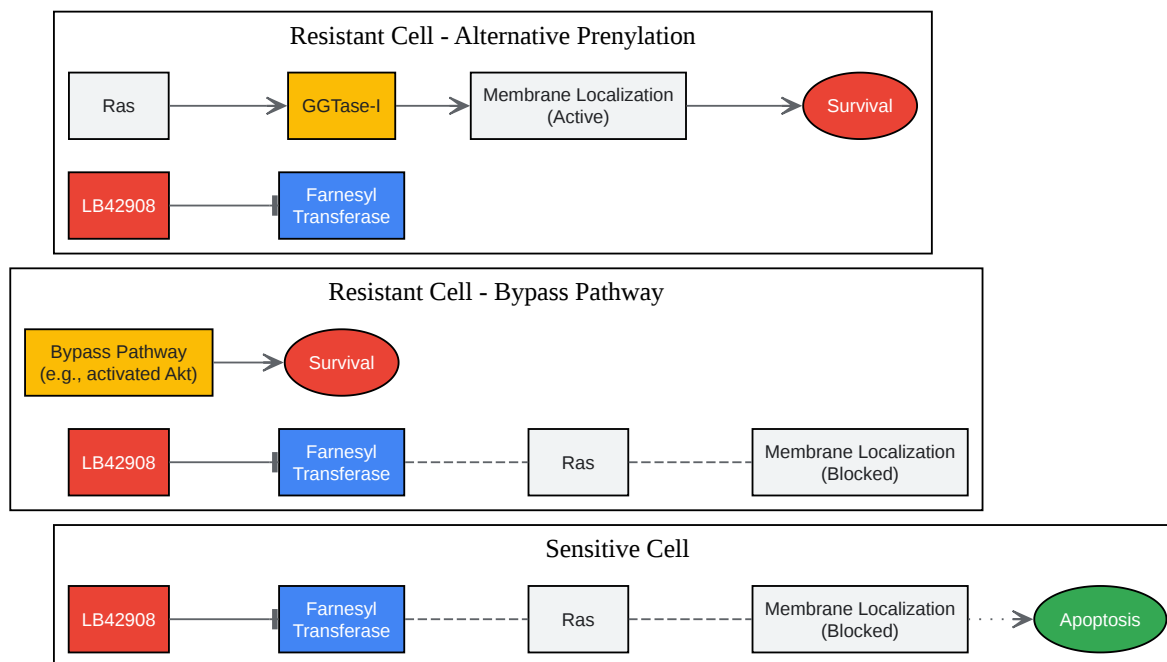 Resistant Cell - Alternative Prenylation
Ras
GGTase-I
Membrane Localization
(Active)
Survival
LB42908
Farnesyl
Transferase
Resistant Cell - Bypass Pathway
Bypass Pathway
(e.g., activated Akt)
Survival
LB42908
Farnesyl
Transferase
Ras
Membrane Localization
(Blocked)
Sensitive Cell
LB42908
Farnesyl
Transferase
Ras
Membrane Localization
(Blocked)
Apoptosis